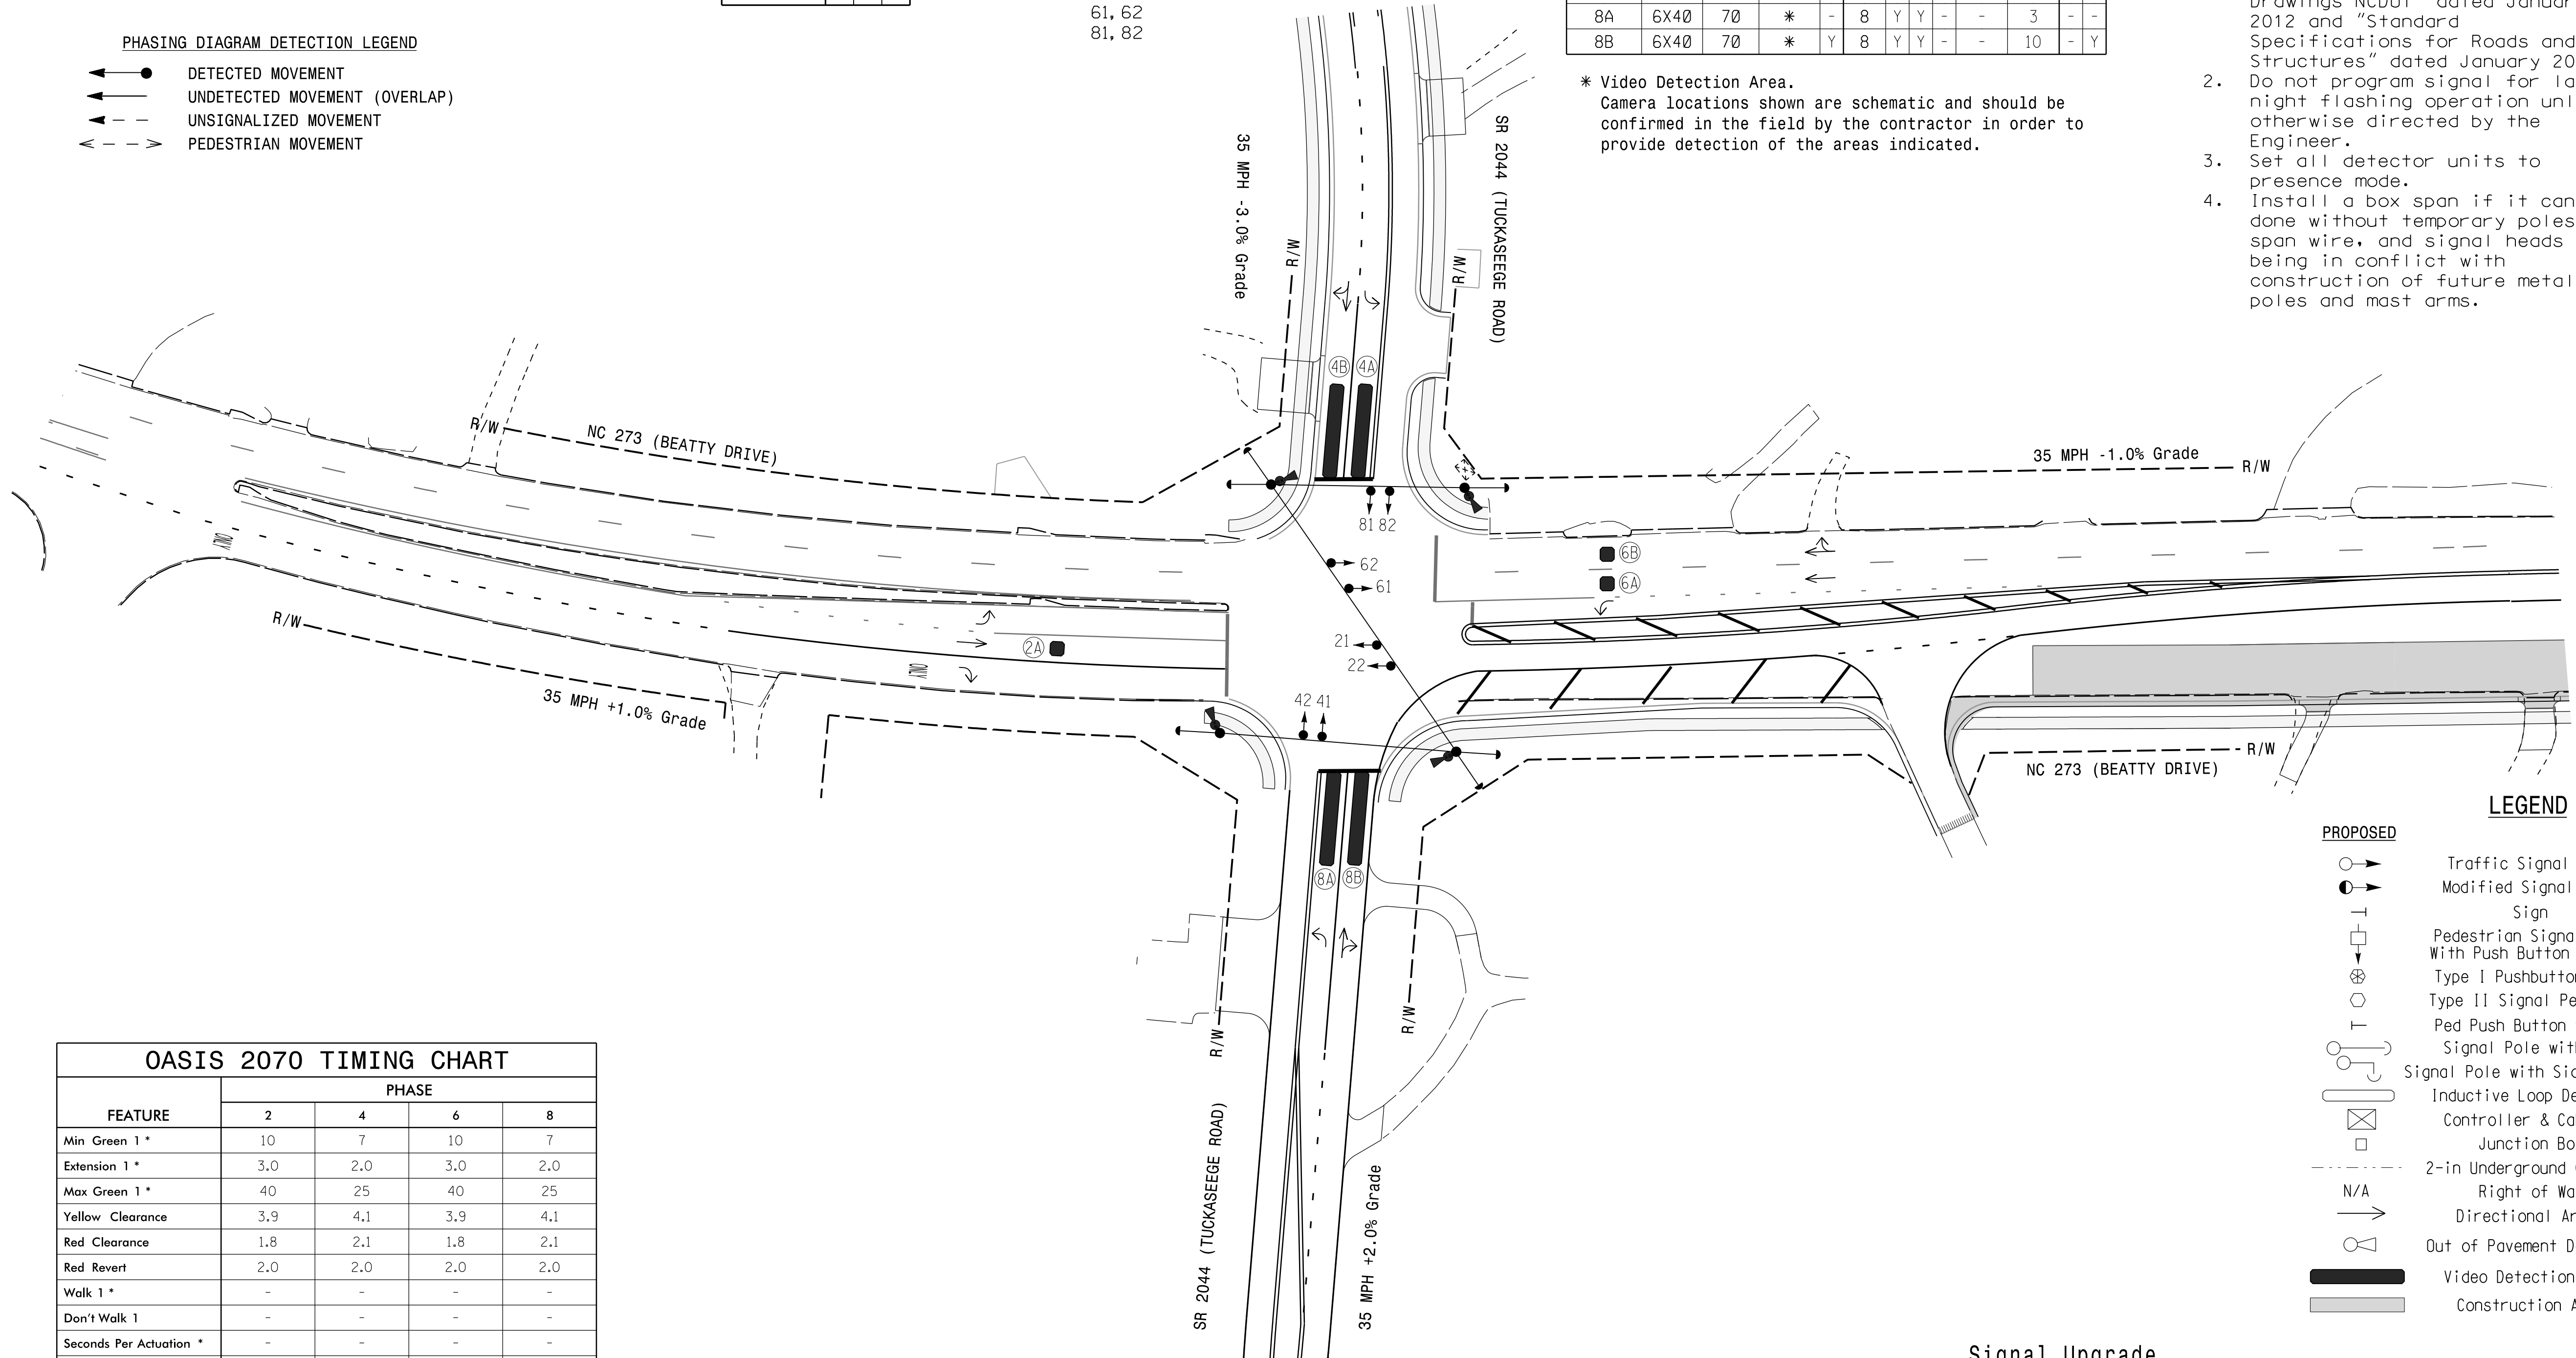 61, 62
81, 82
8A 6X40 70 * - 8 Y Y - - 3 - -
8B 6X40 70 * Y 8 Y Y - - 10 - Y
* Video Detection Area.
Camera locations shown are schematic and should be
confirmed in the field by the contractor in order to
provide detection of the areas indicated.
PHASING DIAGRAM DETECTION LEGEND
DETECTED MOVEMENT
UNDETECTED MOVEMENT (OVERLAP)
UNSIGNALIZED MOVEMENT
PEDESTRIAN MOVEMENT
Drawings NCDOT" dated Januar
2012 and "Standard
Specifications for Roads and
Structures" dated January 20
2. Do not program signal for la
night flashing operation unl
otherwise directed by the
Engineer.
3. Set all detector units to
presence mode.
4. Install a box span if it can
done without temporary poles
span wire, and signal heads
being in conflict with
construction of future metal
poles and mast arms.
35 MPH -3.0% Grade
R/W
SR 2044 (TUCKASEEGE ROAD)
R/W
4B 4A
R/W
NC 273 (BEATTY DRIVE)
35 MPH -1.0% Grade
R/W
81 82
ONLY
62
61
6B
6A
21
22
2A
ONLY
R/W
35 MPH +1.0% Grade
42 41
R/W
NC 273 (BEATTY DRIVE)
8A 8B
R/W
R/W
SR 2044 (TUCKASEEGE ROAD)
35 MPH +2.0% Grade
LEGEND
PROPOSED
Traffic Signal
Modified Signal
Sign
Pedestrian Signa
With Push Button
Type I Pushbutto
Type II Signal Pe
Ped Push Button
Signal Pole wit
Signal Pole with Sid
Inductive Loop De
Controller & Ca
Junction Bo
2-in Underground
N/A Right of Wa
Directional Ar
Out of Pavement D
Video Detection
Construction A
OASIS 2070 TIMING CHART
FEATURE PHASE
2 4 6 8
Min Green 1 * 10 7 10 7
Extension 1 * 3.0 2.0 3.0 2.0
Max Green 1 * 40 25 40 25
Yellow Clearance 3.9 4.1 3.9 4.1
Red Clearance 1.8 2.1 1.8 2.1
Red Revert 2.0 2.0 2.0 2.0
Walk 1 * - - - -
Don't Walk 1 - - - -
Seconds Per Actuation * - - - -
Signal Upgrade